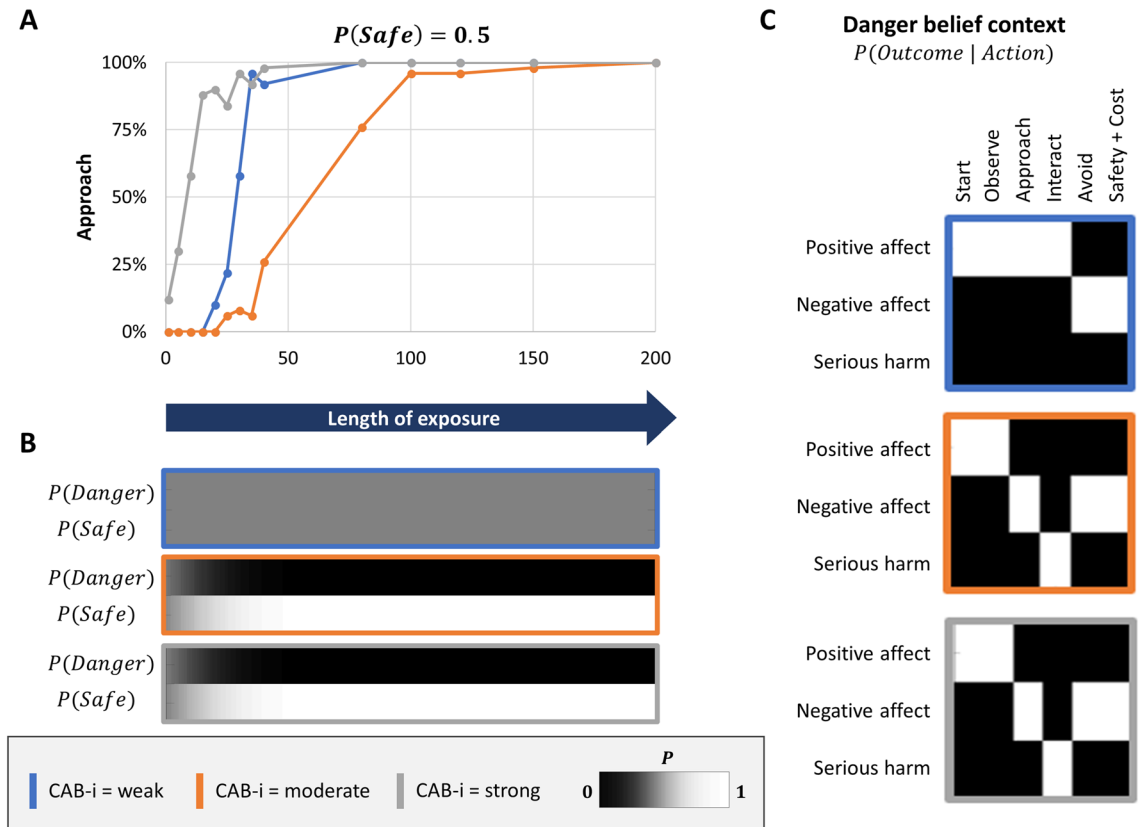 A
P(Safe) = 0.5
100%
75%
50%
25%
0%
Approach
0 50 100 150 200
Length of exposure
B
P(Danger)
P(Safe)
P(Danger)
P(Safe)
P(Danger)
P(Safe)
CAB-i = weak
CAB-i = moderate
CAB-i = strong
P
0 1
C
Danger belief context
P(Outcome | Action)
Start
Observe
Approach
Interact
Avoid
Safety + Cost
Positive affect
Negative affect
Serious harm
Positive affect
Negative affect
Serious harm
Positive affect
Negative affect
Serious harm